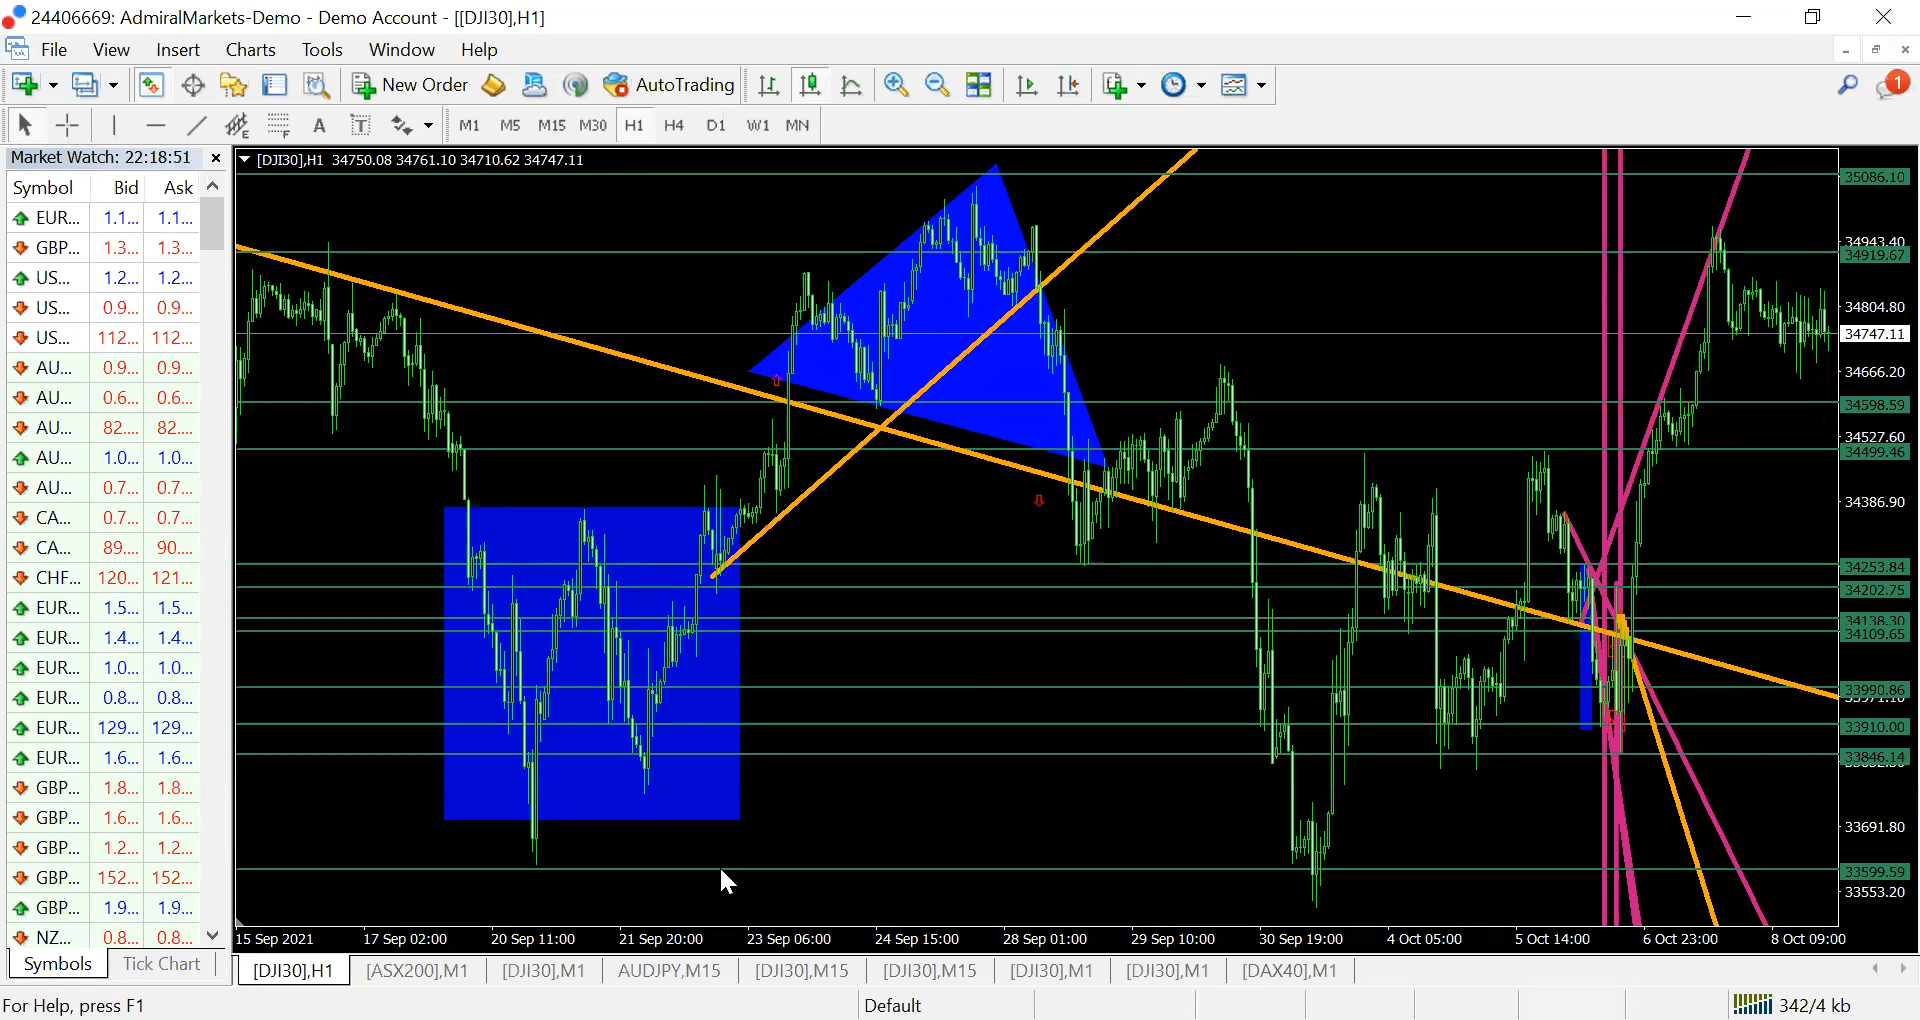 24406669: AdmiralMarkets-Demo - Demo Account - [[DJI30],H1]
File View Insert Charts Tools Window Help
New Order AutoTrading 1
A T M1 M5 M15 M30 H1 H4 D1 W1 MN
Market Watch: 22:18:51
Symbol Bid Ask
EUR... 1.1... 1.1...
GBP... 1.3... 1.3...
US... 1.2... 1.2...
US... 0.9... 0.9...
US... 112... 112...
AU... 0.9... 0.9...
AU... 0.6... 0.6...
AU... 82.... 82....
AU... 1.0... 1.0...
AU... 0.7... 0.7...
CA... 0.7... 0.7...
CA... 89.... 90....
CHF... 120... 121...
EUR... 1.5... 1.5...
EUR... 1.4... 1.4...
EUR... 1.0... 1.0...
EUR... 0.8... 0.8...
EUR... 129... 129...
EUR... 1.6... 1.6...
GBP... 1.8... 1.8...
GBP... 1.6... 1.6...
GBP... 1.2... 1.2...
GBP... 152... 152...
GBP... 1.9... 1.9...
NZ... 0.8... 0.8...
Symbols Tick Chart
[DJI30],H1 34750.08 34761.10 34710.62 34747.11
35086.10
34943.40
34919.67
34804.80
34747.11
34666.20
34598.59
34527.60
34499.46
34386.90
34253.84
34202.75
34138.30
34109.65
33990.86
33910.00
33846.14
33691.80
33599.59
33553.20
15 Sep 2021 17 Sep 02:00 20 Sep 11:00 21 Sep 20:00 23 Sep 06:00 24 Sep 15:00 28 Sep 01:00 29 Sep 10:00 30 Sep 19:00 4 Oct 05:00 5 Oct 14:00 6 Oct 23:00 8 Oct 09:00
[DJI30],H1 [ASX200],M1 [DJI30],M1 AUDJPY,M15 [DJI30],M15 [DJI30],M15 [DJI30],M1 [DJI30],M1 [DAX40],M1
For Help, press F1 Default 342/4 kb